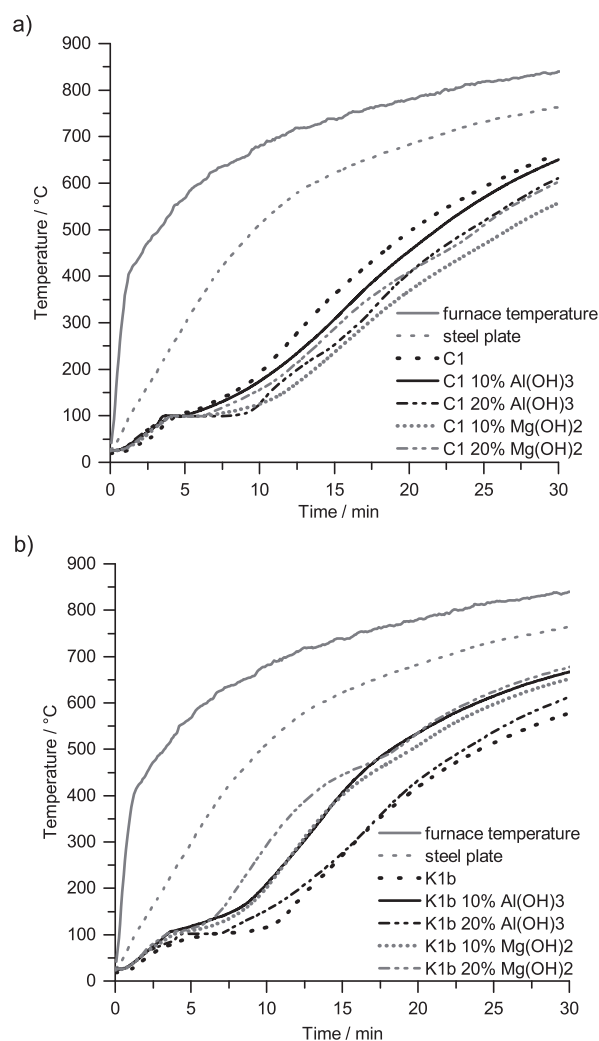 a)
900
800
700
600
500
400
300
200
100
0
Temperature / °C
furnace temperature
steel plate
C1
C1 10% Al(OH)3
C1 20% Al(OH)3
C1 10% Mg(OH)2
C1 20% Mg(OH)2
0 5 10 15 20 25 30
Time / min
b)
900
800
700
600
500
400
300
200
100
0
Temperature / °C
furnace temperature
steel plate
K1b
K1b 10% Al(OH)3
K1b 20% Al(OH)3
K1b 10% Mg(OH)2
K1b 20% Mg(OH)2
0 5 10 15 20 25 30
Time / min